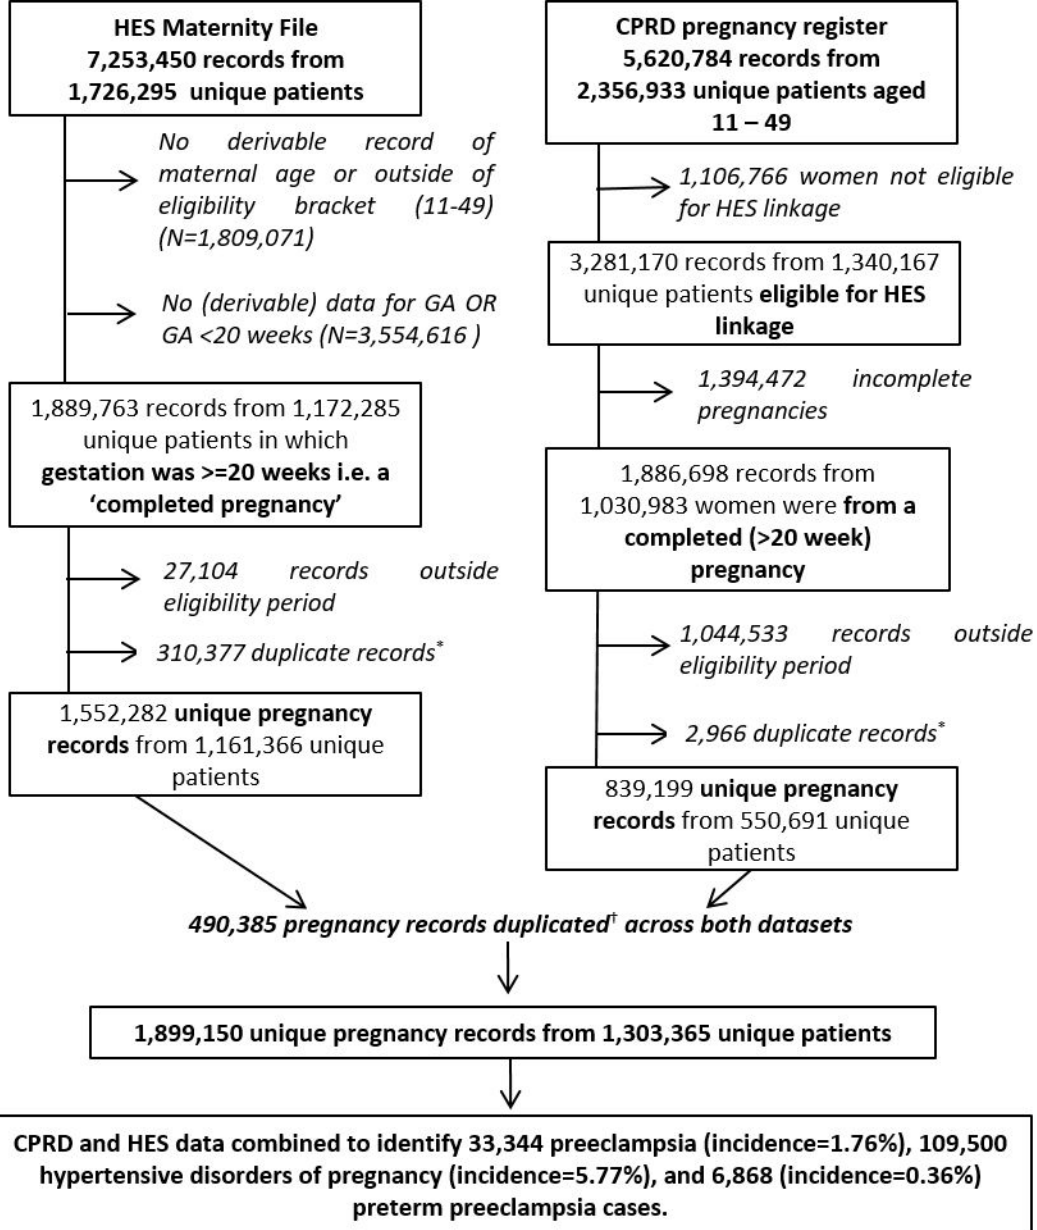 HES Maternity File
7,253,450 records from
1,726,295 unique patients
No derivable record of
maternal age or outside of
eligibility bracket (11-49)
(N=1,809,071)
No (derivable) data for GA OR
GA <20 weeks (N=3,554,616 )
1,889,763 records from 1,172,285
unique patients in which
gestation was >=20 weeks i.e. a
‘completed pregnancy’
27,104 records outside
eligibility period
310,377 duplicate records*
1,552,282 unique pregnancy
records from 1,161,366 unique
patients
CPRD pregnancy register
5,620,784 records from
2,356,933 unique patients aged
11 – 49
1,106,766 women not eligible
for HES linkage
3,281,170 records from 1,340,167
unique patients eligible for HES
linkage
1,394,472 incomplete
pregnancies
1,886,698 records from
1,030,983 women were from a
completed (>20 week)
pregnancy
1,044,533 records outside
eligibility period
2,966 duplicate records*
839,199 unique pregnancy
records from 550,691 unique
patients
490,385 pregnancy records duplicated† across both datasets
1,899,150 unique pregnancy records from 1,303,365 unique patients
CPRD and HES data combined to identify 33,344 preeclampsia (incidence=1.76%), 109,500
hypertensive disorders of pregnancy (incidence=5.77%), and 6,868 (incidence=0.36%)
preterm preeclampsia cases.